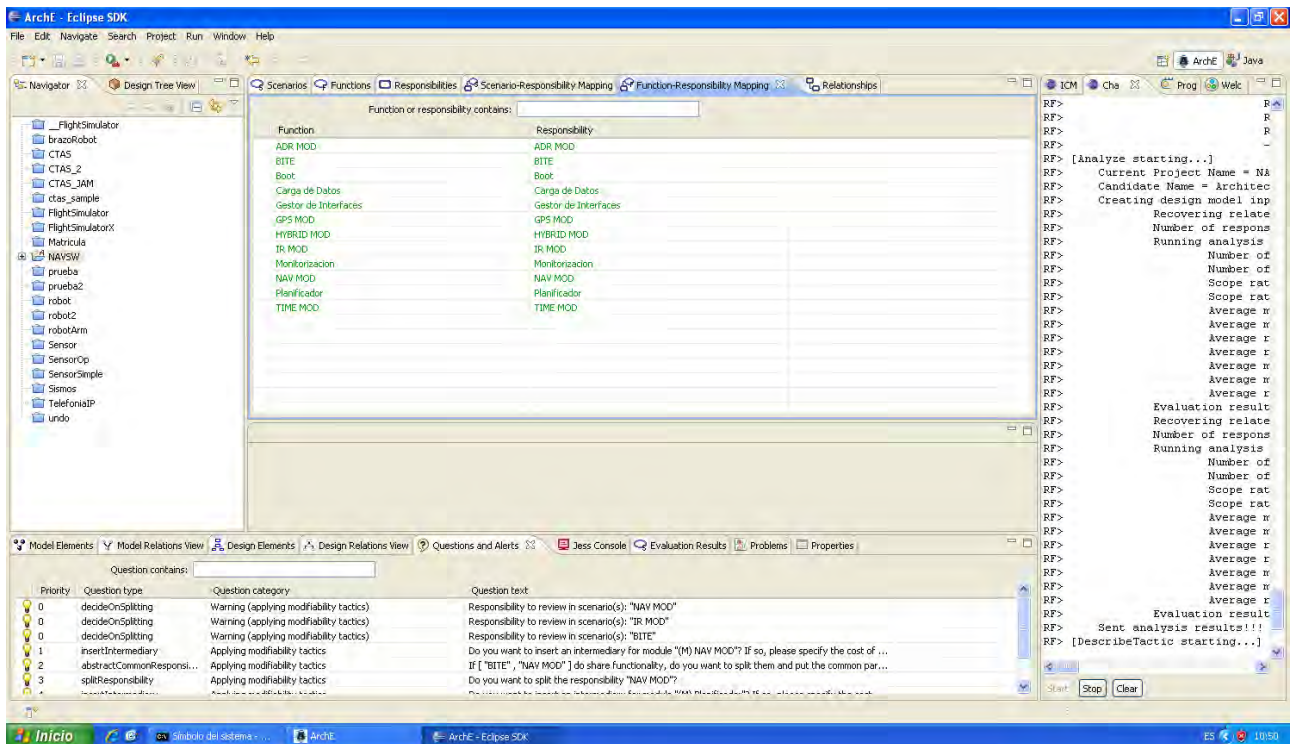 ArchE - Eclipse SDK
File Edit Navigate Search Project Run Window Help
ArchE Java
Navigator Design Tree View
__FlightSimulator
brazoRobot
CTAS
CTAS_2
CTAS_JAM
ctas_sample
FlightSimulator
FlightSimulatorX
Matricula
NAVSW
prueba
prueba2
robot
robot2
robotArm
Sensor
SensorOp
SensorSimple
Sismos
TelefoniaIP
undo
Scenarios Functions Responsibilities Scenario-Responsibility Mapping Function-Responsibility Mapping Relationships
Function or responsibility contains:
Function Responsibility
ADR MOD ADR MOD
BITE BITE
Boot Boot
Carga de Datos Carga de Datos
Gestor de Interfaces Gestor de Interfaces
GPS MOD GPS MOD
HYBRID MOD HYBRID MOD
IR MOD IR MOD
Monitorizacion Monitorizacion
NAV MOD NAV MOD
Planificador Planificador
TIME MOD TIME MOD
Model Elements Model Relations View Design Elements Design Relations View Questions and Alerts Jess Console Evaluation Results Problems Properties
Question contains:
Priority Question type Question category Question text
0 decideOnSplitting Warning (applying modifiability tactics) Responsibility to review in scenario(s): "NAV MOD"
0 decideOnSplitting Warning (applying modifiability tactics) Responsibility to review in scenario(s): "IR MOD"
0 decideOnSplitting Warning (applying modifiability tactics) Responsibility to review in scenario(s): "BITE"
1 insertIntermediary Applying modifiability tactics Do you want to insert an intermediary for module "(M) NAV MOD"? If so, please specify the cost of ...
2 abstractCommonResponsi... Applying modifiability tactics If [ "BITE" , "NAV MOD" ] do share functionality, do you want to split them and put the common par...
3 splitResponsibility Applying modifiability tactics Do you want to split the responsibility "NAV MOD"?
ICM Cha Prog Welc
RF> R
RF> R
RF> R
RF> -
RF> [Analyze starting...]
RF> Current Project Name = NA
RF> Candidate Name = Architec
RF> Creating design model inp
RF> Recovering relate
RF> Number of respons
RF> Running analysis
RF> Number of
RF> Number of
RF> Scope rat
RF> Scope rat
RF> Average m
RF> Average m
RF> Average r
RF> Average m
RF> Average m
RF> Average r
RF> Evaluation result
RF> Recovering relate
RF> Number of respons
RF> Running analysis
RF> Number of
RF> Number of
RF> Scope rat
RF> Scope rat
RF> Average m
RF> Average m
RF> Average r
RF> Average m
RF> Average m
RF> Average r
RF> Evaluation result
RF> Sent analysis results!!!
RF> [DescribeTactic starting...]
Start Stop Clear
Inicio Símbolo del sistema - ... ArchE ArchE - Eclipse SDK ES 10:50